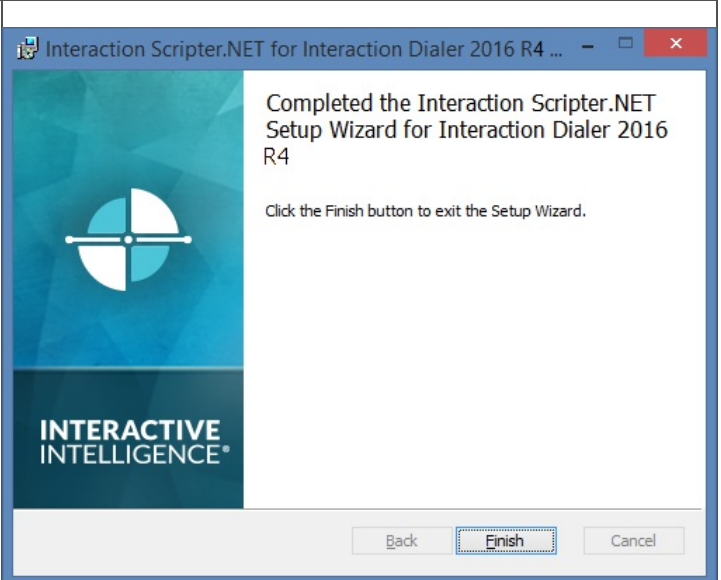 Interaction Scripter.NET for Interaction Dialer 2016 R4 ...
Completed the Interaction Scripter.NET
Setup Wizard for Interaction Dialer 2016
R4
Click the Finish button to exit the Setup Wizard.
INTERACTIVE
INTELLIGENCE®
Back Finish Cancel